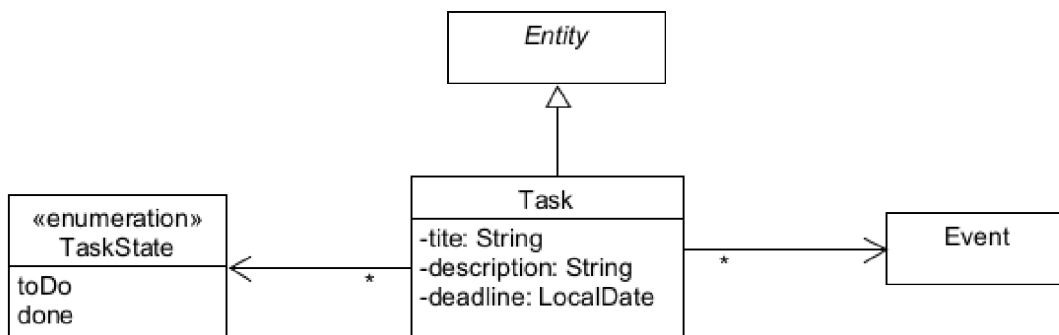 Entity
Task
-tite: String
-description: String
-deadline: LocalDate
«enumeration»
TaskState
toDo
done
*
*
Event